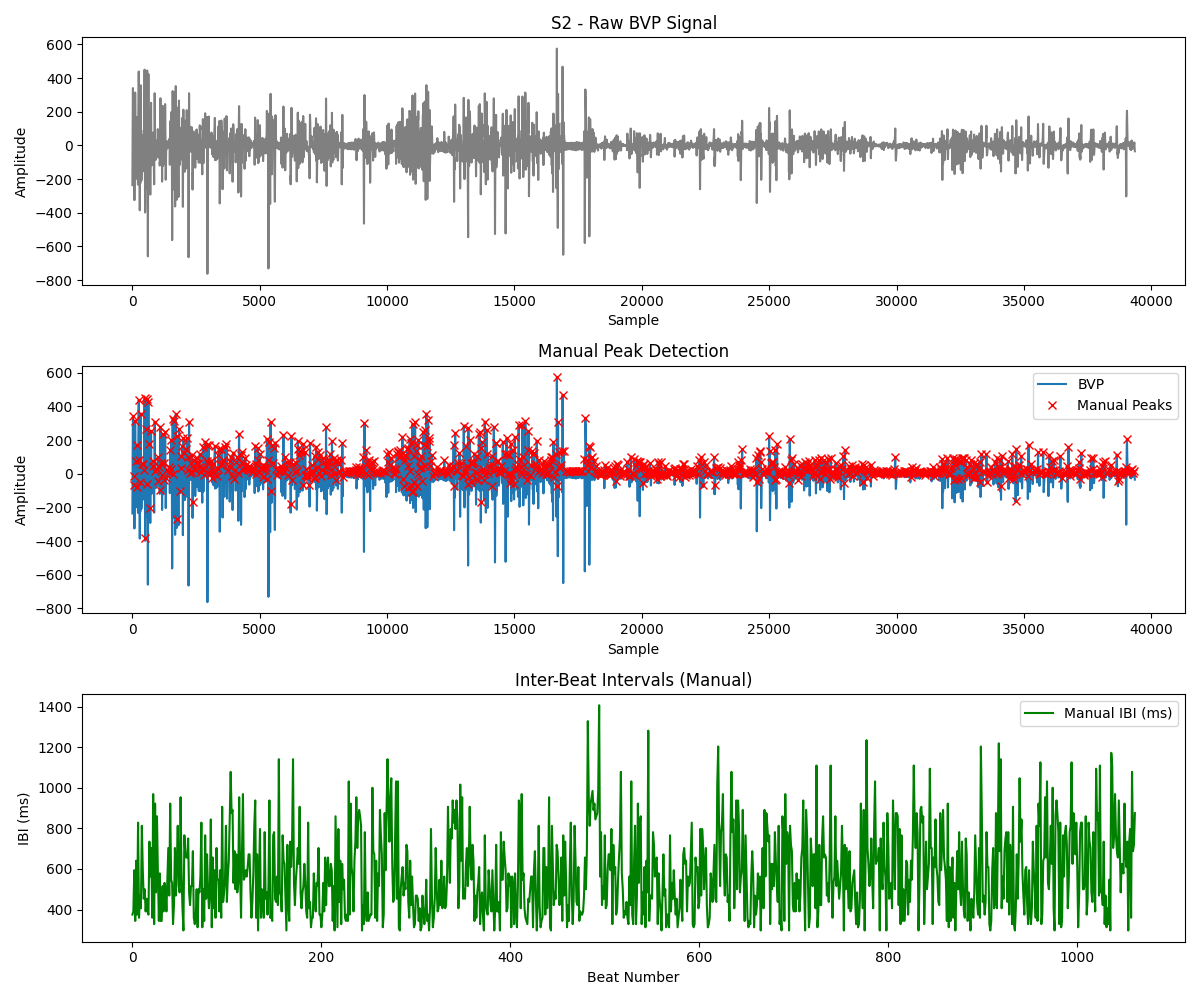 S2 - Raw BVP Signal
600
400
200
0
−200
−400
−600
−800
Amplitude
0 5000 10000 15000 20000 25000 30000 35000 40000
Sample
Manual Peak Detection
600
400
200
0
−200
−400
−600
−800
Amplitude
BVP
Manual Peaks
0 5000 10000 15000 20000 25000 30000 35000 40000
Sample
Inter-Beat Intervals (Manual)
1400
1200
1000
800
600
400
IBI (ms)
Manual IBI (ms)
0 200 400 600 800 1000
Beat Number